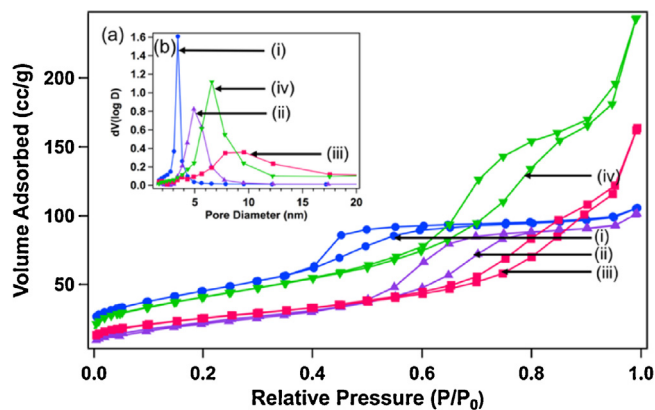 Volume Adsorbed (cc/g)
200
150
100
50
0.0 0.2 0.4 0.6 0.8 1.0
Relative Pressure (P/P0)
(a)
(b)
dV(log D)
1.6
1.4
1.2
1.0
0.8
0.6
0.4
0.2
0.0
5 10 15 20
Pore Diameter (nm)
(i)
(iv)
(ii)
(iii)
(iv)
(i)
(ii)
(iii)